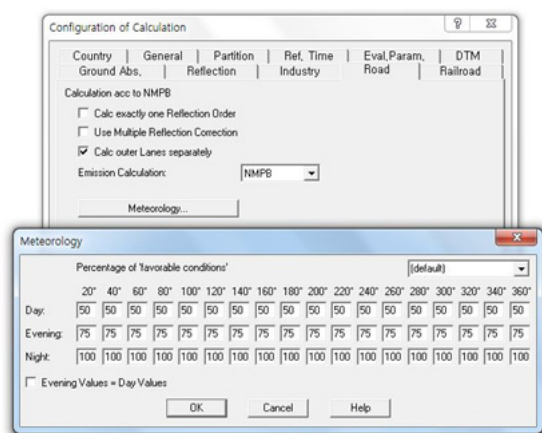 Configuration of Calculation
Country | General | Partition | Ref. Time | Eval.Param. | DTM
Ground Abs. | Reflection | Industry | Road | Railroad
Calculation acc to NMPB
Calc exactly one Reflection Order
Use Multiple Reflection Correction
Calc outer Lanes separately
Emission Calculation: NMPB
Meteorology...
Meteorology
Percentage of 'favorable conditions' (default)
20° 40° 60° 80° 100° 120° 140° 160° 180° 200° 220° 240° 260° 280° 300° 320° 340° 360°
Day: 50 50 50 50 50 50 50 50 50 50 50 50 50 50 50 50 50 50
Evening: 75 75 75 75 75 75 75 75 75 75 75 75 75 75 75 75 75 75
Night: 100 100 100 100 100 100 100 100 100 100 100 100 100 100 100 100 100 100
Evening Values = Day Values
OK Cancel Help